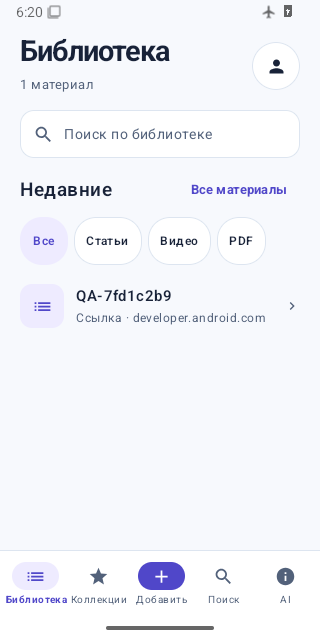 6:20
Библиотека
1 материал
Поиск по библиотеке
Недавние Все материалы
Все Статьи Видео PDF
QA-7fd1c2b9
Ссылка · developer.android.com
Библиотека Коллекции Добавить Поиск AI